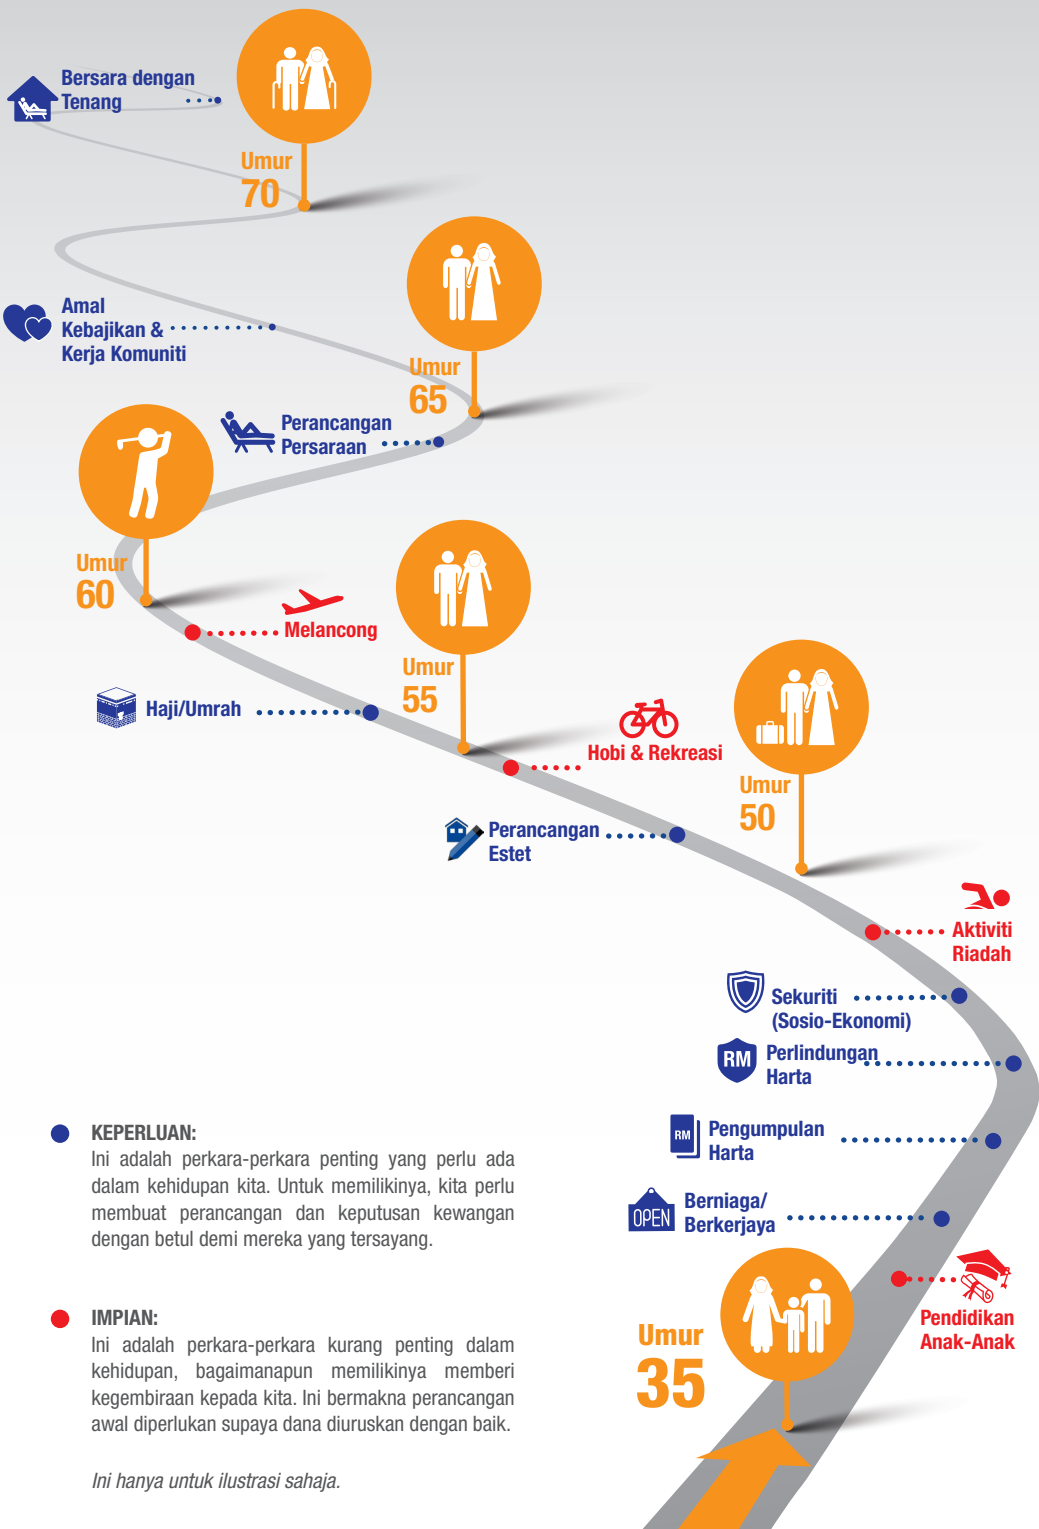 Bersara dengan
Tenang
Umur
70
Amal
Kebajikan &
Kerja Komuniti
Umur
65
Perancangan
Persaraan
Umur
60
Melancong
Haji/Umrah
Umur
55
Hobi & Rekreasi
Umur
50
Perancangan
Estet
Aktiviti
Riadah
Sekuriti
(Sosio-Ekonomi)
RM
Perlindungan
Harta
RM
Pengumpulan
Harta
OPEN
Berniaga/
Berkerjaya
Pendidikan
Anak-Anak
Umur
35
KEPERLUAN:
Ini adalah perkara-perkara penting yang perlu ada
dalam kehidupan kita. Untuk memilikinya, kita perlu
membuat perancangan dan keputusan kewangan
dengan betul demi mereka yang tersayang.
IMPIAN:
Ini adalah perkara-perkara kurang penting dalam
kehidupan, bagaimanapun memilikinya memberi
kegembiraan kepada kita. Ini bermakna perancangan
awal diperlukan supaya dana diuruskan dengan baik.
Ini hanya untuk ilustrasi sahaja.